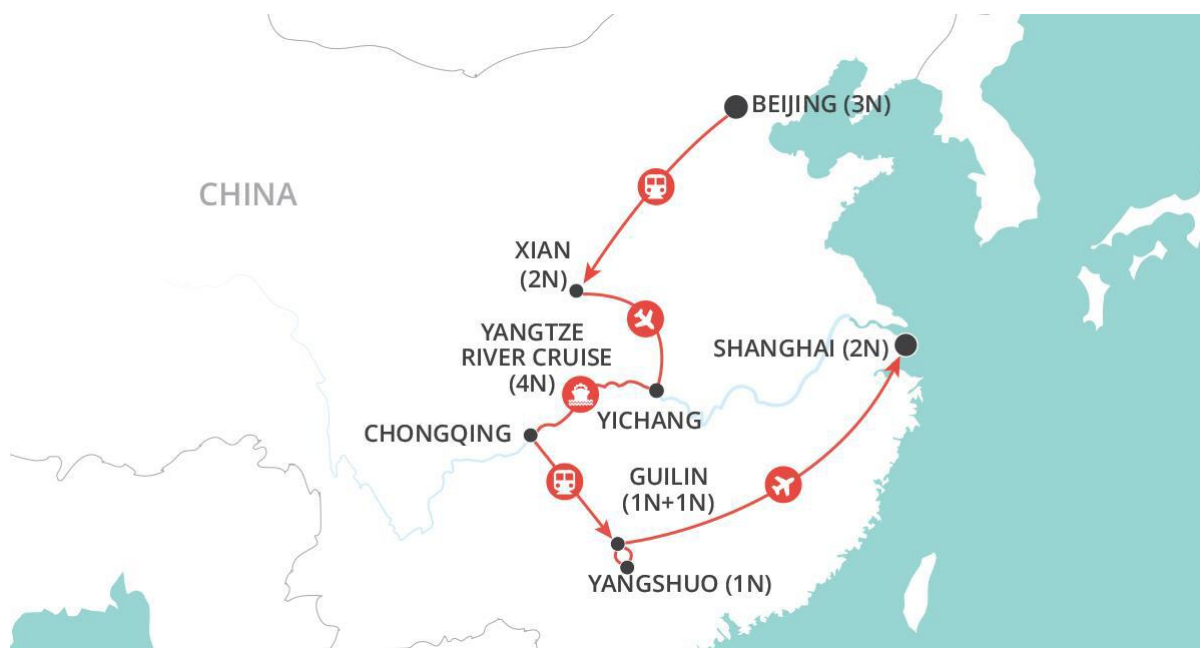 BEIJING (3N)
CHINA
XIAN
(2N)
YANGTZE
RIVER CRUISE
(4N)
SHANGHAI (2N)
YICHANG
CHONGQING
GUILIN
(1N+1N)
YANGSHUO (1N)